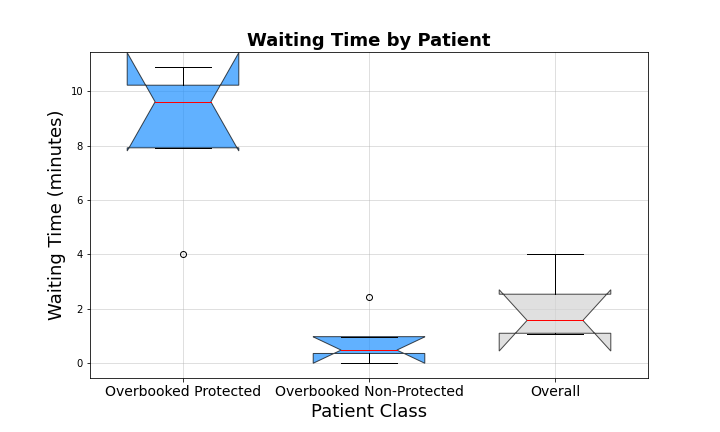 Waiting Time by Patient
Waiting Time (minutes)
10
8
6
4
2
0
Overbooked Protected
Overbooked Non-Protected
Overall
Patient Class